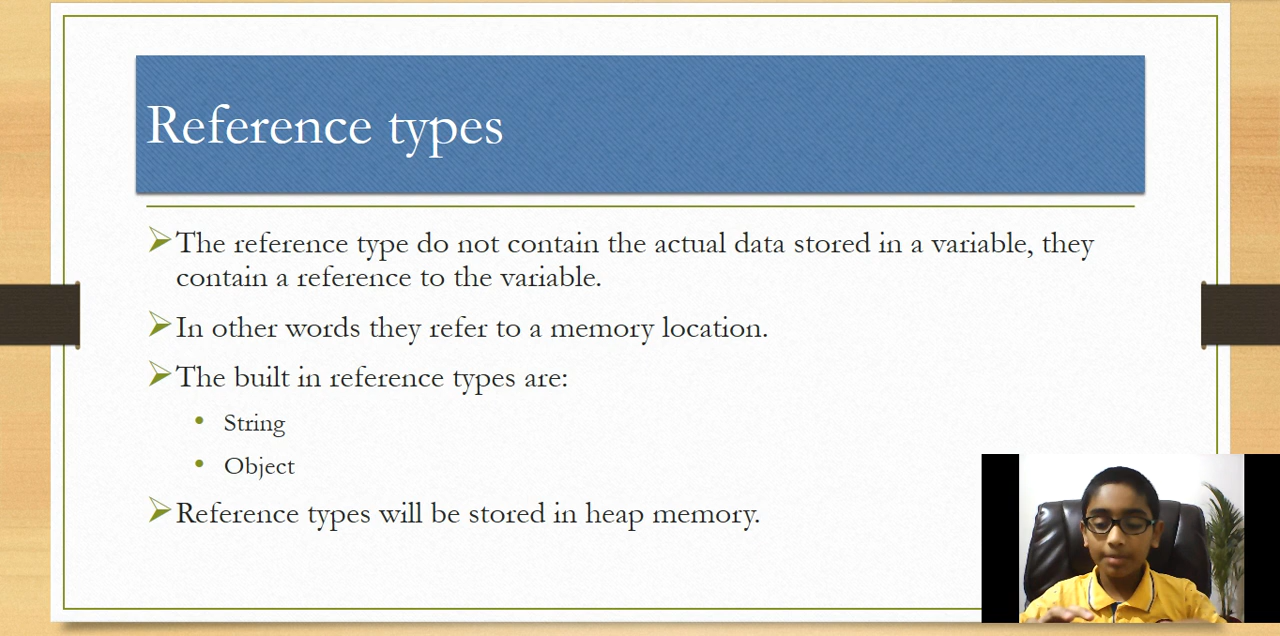 Reference types
The reference type do not contain the actual data stored in a variable, they
contain a reference to the variable.
In other words they refer to a memory location.
The built in reference types are:
String
Object
Reference types will be stored in heap memory.